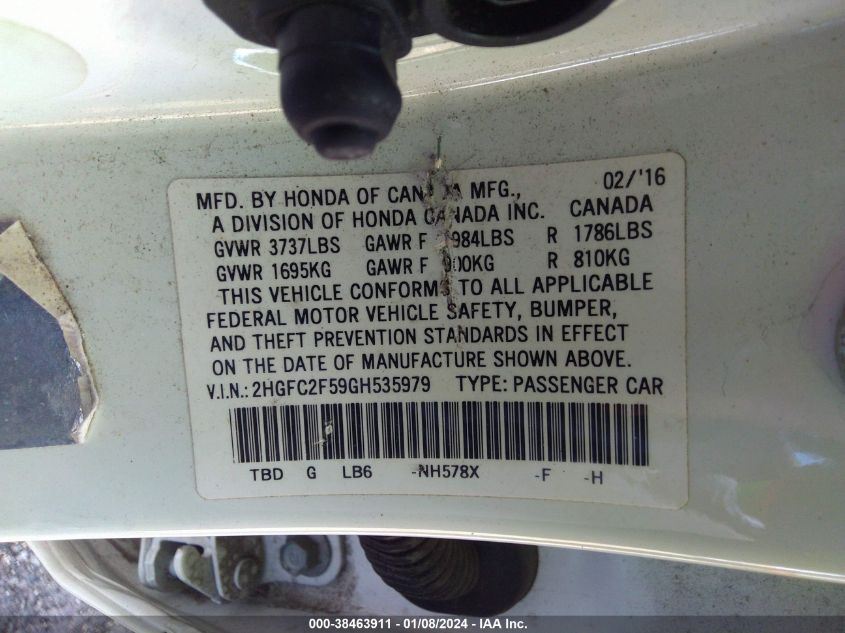 MFD. BY HONDA OF CANADA MFG., 02/'16
A DIVISION OF HONDA CANADA INC. CANADA
GVWR 3737LBS GAWR F 984LBS R 1786LBS
GVWR 1695KG GAWR F 00KG R 810KG
THIS VEHICLE CONFORMS TO ALL APPLICABLE
FEDERAL MOTOR VEHICLE SAFETY, BUMPER,
AND THEFT PREVENTION STANDARDS IN EFFECT
ON THE DATE OF MANUFACTURE SHOWN ABOVE.
V.I.N.: 2HGFC2F59GH535979 TYPE: PASSENGER CAR
TBD G LB6 -NH578X -F -H
000-38463911 - 01/08/2024 - IAA Inc.